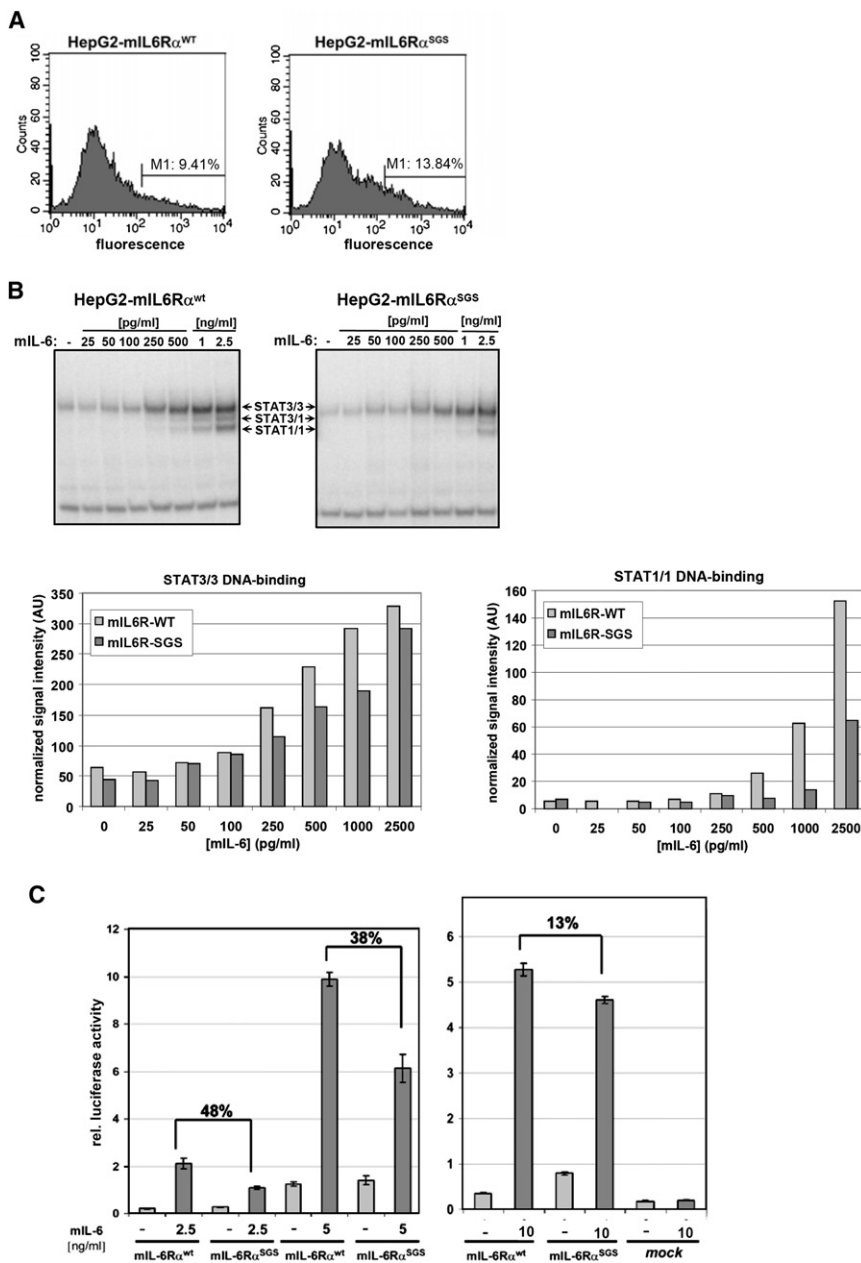 A
HepG2-mIL6Rα^WT
HepG2-mIL6Rα^SGS
Counts
100
80
60
40
20
0
M1: 9.41%
10^0 10^1 10^2 10^3 10^4
fluorescence
Counts
100
80
60
40
20
0
M1: 13.84%
10^0 10^1 10^2 10^3 10^4
fluorescence
B
HepG2-mIL6Rα^wt
HepG2-mIL6Rα^SGS
[pg/ml] [ng/ml]
mIL-6: - 25 50 100 250 500 1 2.5
[pg/ml] [ng/ml]
mIL-6: - 25 50 100 250 500 1 2.5
STAT3/3
STAT3/1
STAT1/1
STAT3/3 DNA-binding
normalized signal intensity (AU)
350
300
250
200
150
100
50
0
mIL6R-WT
mIL6R-SGS
0 25 50 100 250 500 1000 2500
[mIL-6] (pg/ml)
STAT1/1 DNA-binding
normalized signal intensity (AU)
160
140
120
100
80
60
40
20
0
mIL6R-WT
mIL6R-SGS
0 25 50 100 250 500 1000 2500
[mIL-6] (pg/ml)
C
rel. luciferase activity
12
10
8
6
4
2
0
48%
38%
mIL-6 - 2.5 - 2.5 - 5 - 5
[ng/ml]
mIL-6Rα^wt mIL-6Rα^SGS mIL-6Rα^wt mIL-6Rα^SGS
6
5
4
3
2
1
0
13%
- 10 - 10 - 10
mIL-6Rα^wt mIL-6Rα^SGS mock